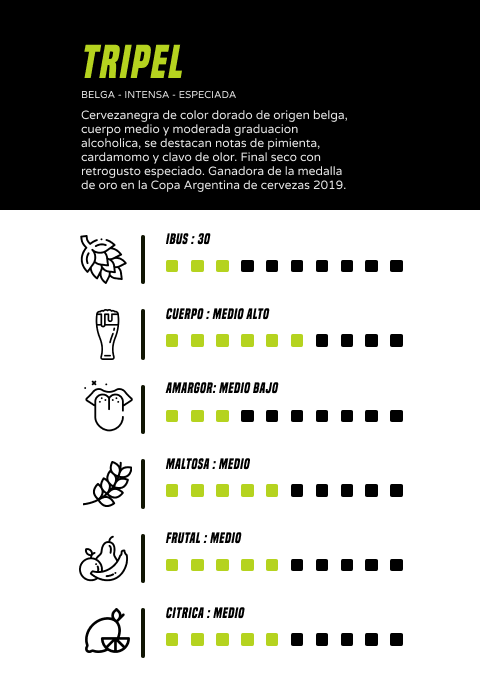 TRIPEL
BELGA - INTENSA - ESPECIADA
Cervezanegra de color dorado de origen belga,
cuerpo medio y moderada graduacion
alcoholica, se destacan notas de pimienta,
cardamomo y clavo de olor. Final seco con
retrogusto especiado. Ganadora de la medalla
de oro en la Copa Argentina de cervezas 2019.
IBUS : 30
CUERPO : MEDIO ALTO
AMARGOR: MEDIO BAJO
MALTOSA : MEDIO
FRUTAL : MEDIO
CITRICA : MEDIO